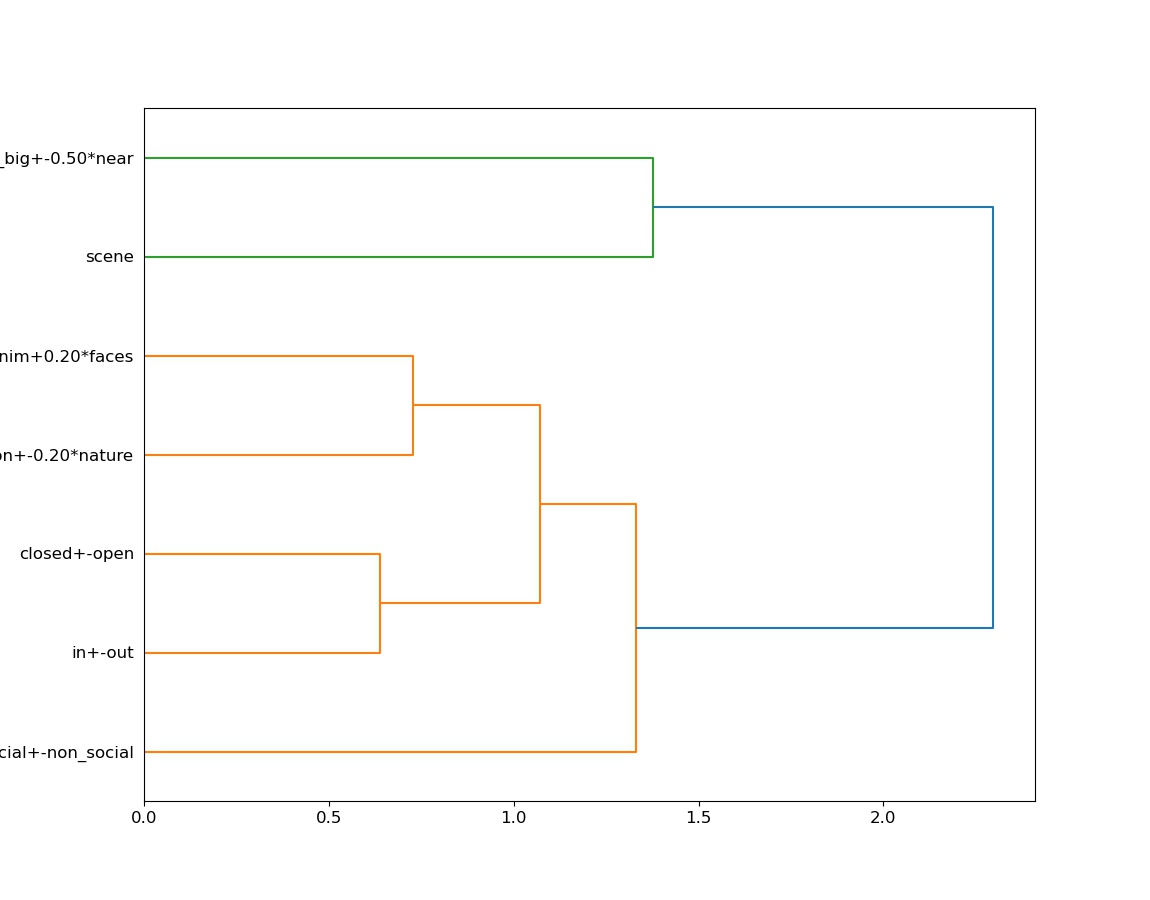 _big+-0.50*near
scene
nim+0.20*faces
on+-0.20*nature
closed+-open
in+-out
cial+-non_social
0.0 0.5 1.0 1.5 2.0